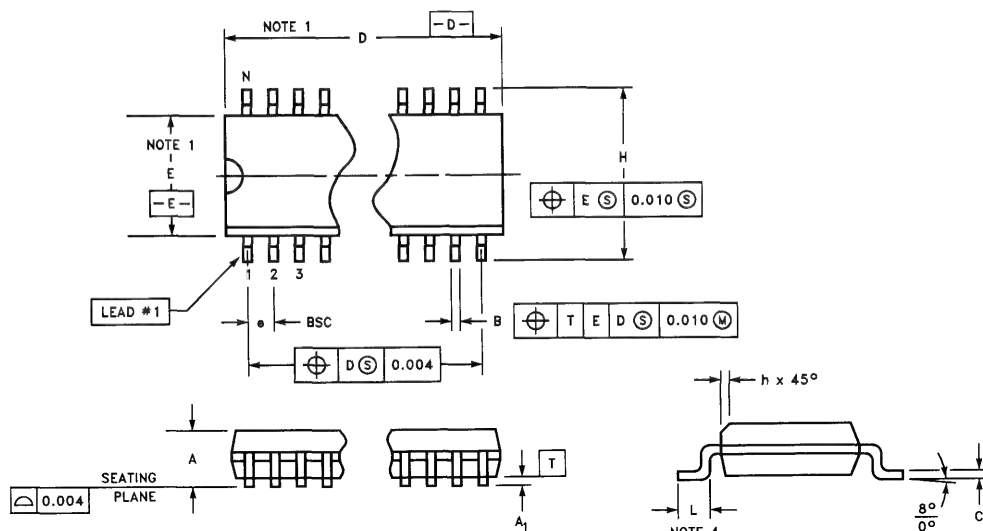 NOTE 1
-D-
D
N
NOTE 1
E
-E-
H
⌖ E Ⓢ 0.010 Ⓢ
1 2 3
LEAD #1
e BSC
B
⌖ T E D Ⓢ 0.010 Ⓜ
⌖ D Ⓢ 0.004
h x 45°
A
SEATING
PLANE
⌓ 0.004
T
A₁
L
NOTE 4
8°
0°
C